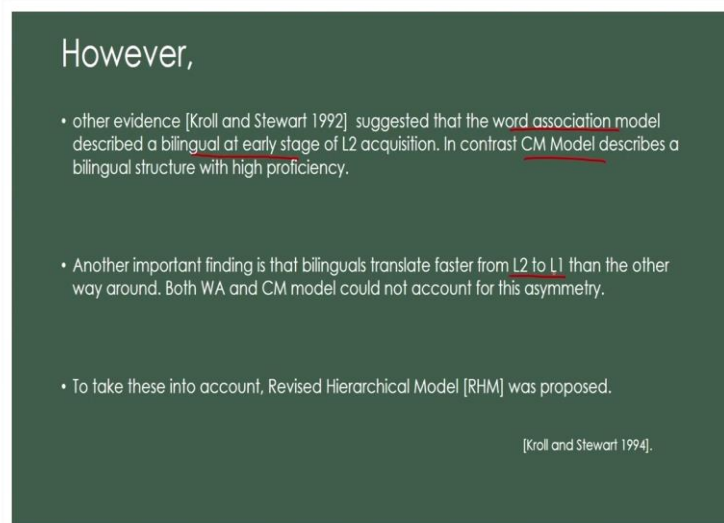 However,
• other evidence [Kroll and Stewart 1992]  suggested that the word association model
described a bilingual at early stage of L2 acquisition. In contrast CM Model describes a
bilingual structure with high proficiency.
• Another important finding is that bilinguals translate faster from L2 to L1 than the other
way around. Both WA and CM model could not account for this asymmetry.
• To take these into account, Revised Hierarchical Model [RHM] was proposed.
[Kroll and Stewart 1994].